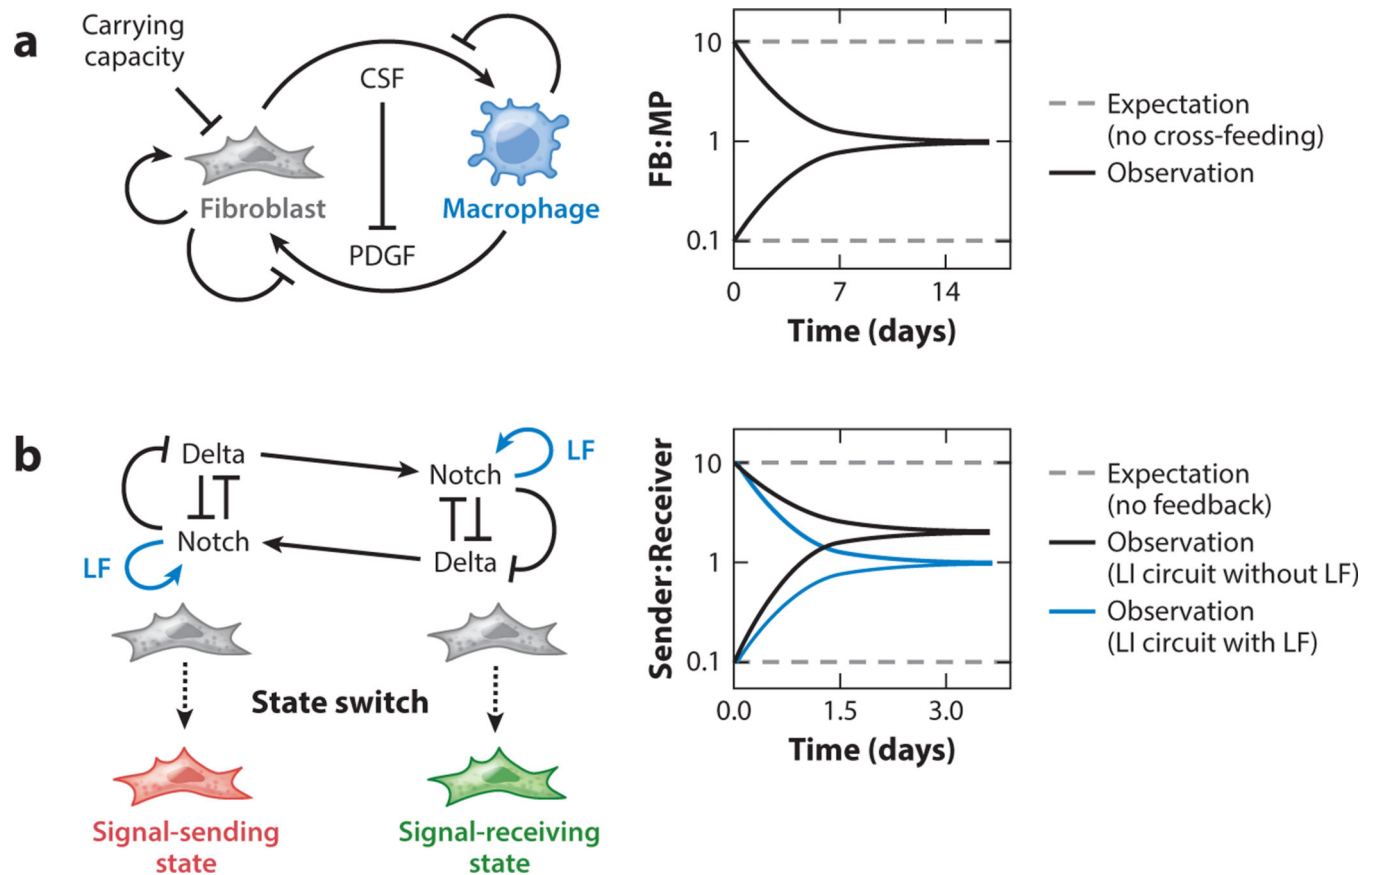 a
Carrying
capacity
CSF
Fibroblast
Macrophage
PDGF
FB:MP
10
1
0.1
0
7
14
Time (days)
Expectation
(no cross-feeding)
Observation
b
Delta
Notch
LF
Notch
Delta
LF
State switch
Signal-sending
state
Signal-receiving
state
Sender:Receiver
10
1
0.1
0.0
1.5
3.0
Time (days)
Expectation
(no feedback)
Observation
(LI circuit without LF)
Observation
(LI circuit with LF)